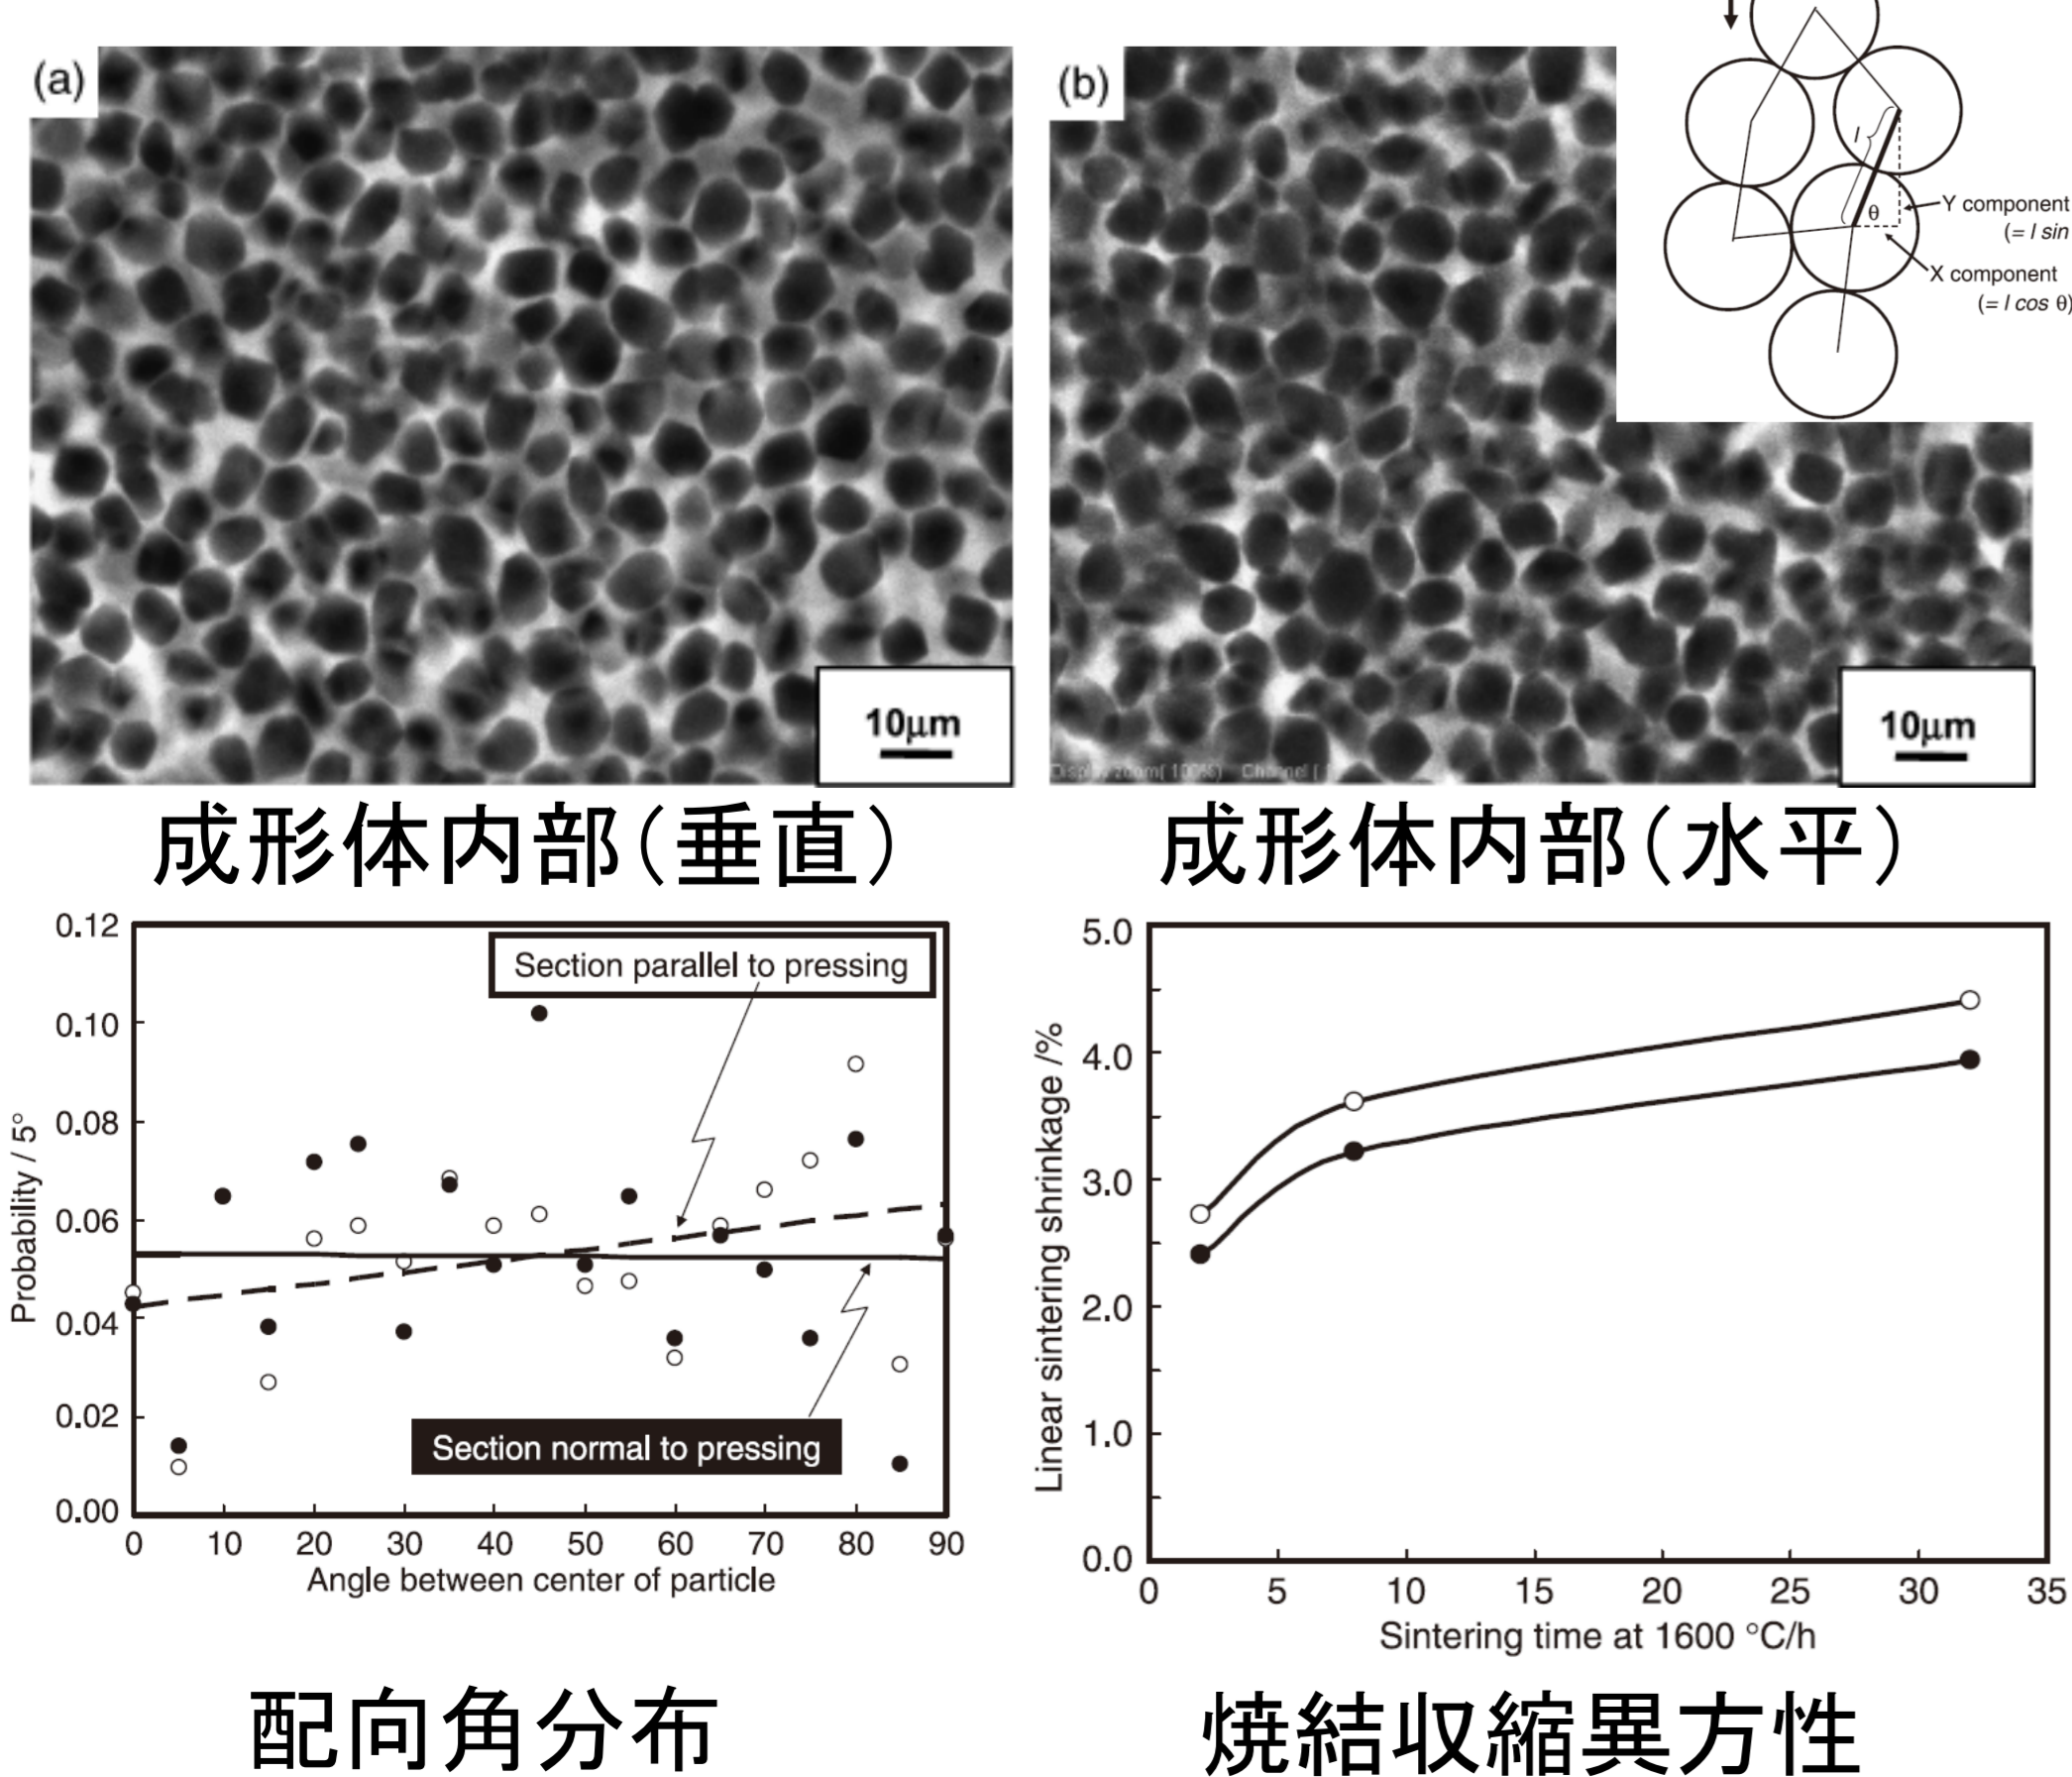 (a)
(b)
l
θ
Y component
(= l sin
X component
(= l cos θ)
10μm
10μm
成形体内部(垂直)
成形体内部(水平)
0.12
0.10
0.08
0.06
0.04
0.02
0.00
Probability / 5°
Section parallel to pressing
Section normal to pressing
0 10 20 30 40 50 60 70 80 90
Angle between center of particle
5.0
4.0
3.0
2.0
1.0
0.0
Linear sintering shrinkage /%
0 5 10 15 20 25 30 35
Sintering time at 1600 °C/h
配向角分布
焼結収縮異方性